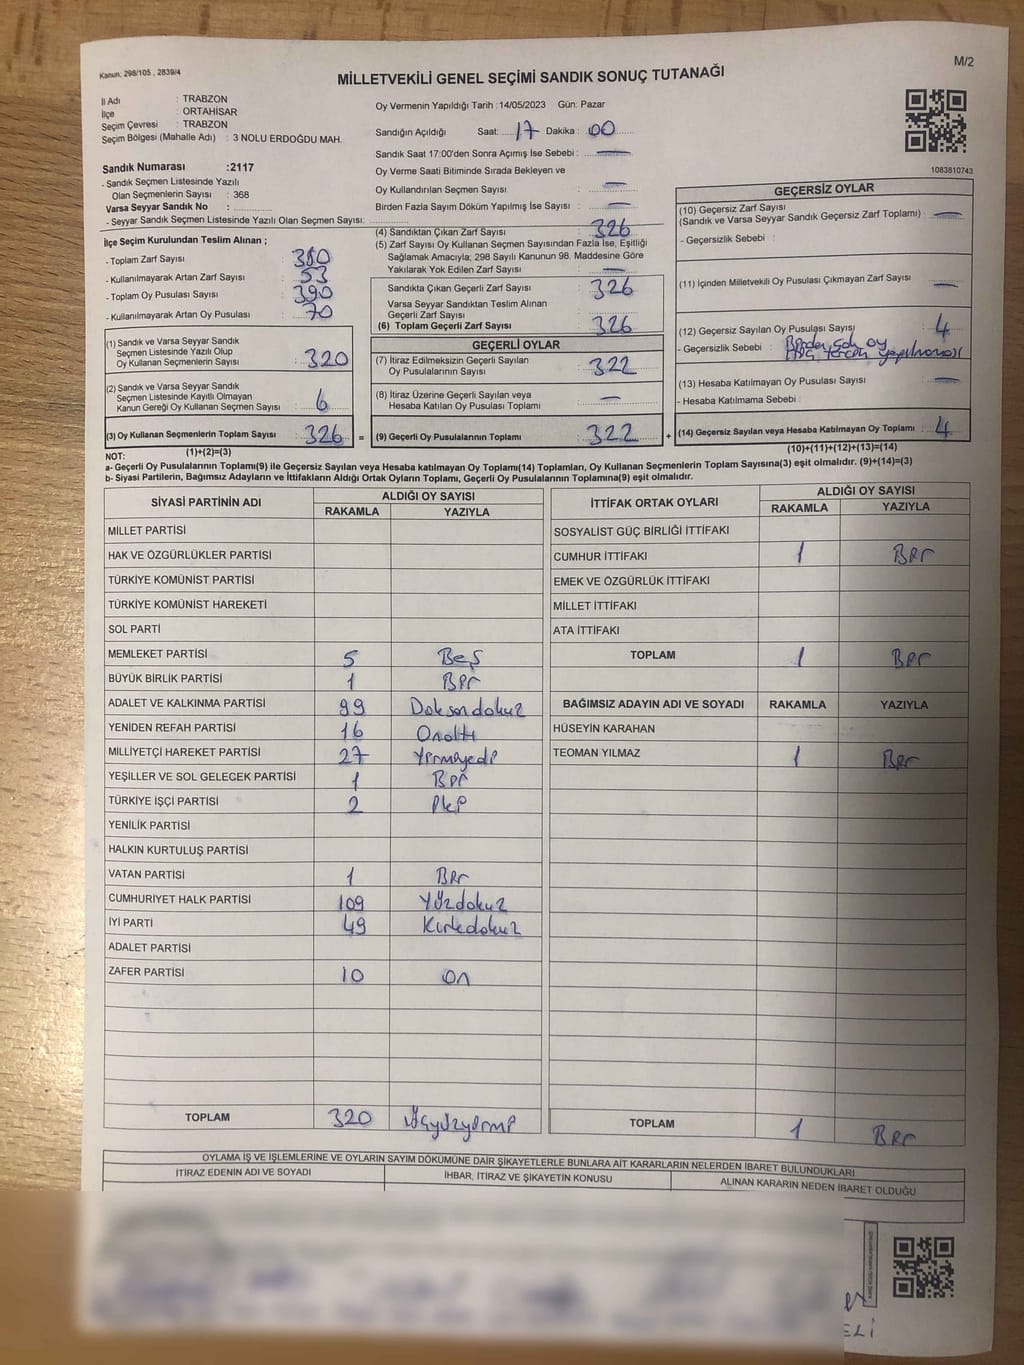 Kanun: 298/105 , 2839/4
M/2
MİLLETVEKİLİ GENEL SEÇİMİ SANDIK SONUÇ TUTANAĞI
İl Adı : TRABZON
İlçe : ORTAHİSAR
Seçim Çevresi : TRABZON
Seçim Bölgesi (Mahalle Adı) : 3 NOLU ERDOĞDU MAH.
Sandık Numarası :2117
- Sandık Seçmen Listesinde Yazılı
Olan Seçmenlerin Sayısı : 368
Varsa Seyyar Sandık No :
- Seyyar Sandık Seçmen Listesinde Yazılı Olan Seçmen Sayısı:
İlçe Seçim Kurulundan Teslim Alınan ;
- Toplam Zarf Sayısı : 380
- Kullanılmayarak Artan Zarf Sayısı : 53
- Toplam Oy Pusulası Sayısı : 390
- Kullanılmayarak Artan Oy Pusulası : 70
(1) Sandık ve Varsa Seyyar Sandık
Seçmen Listesinde Yazılı Olup
Oy Kullanan Seçmenlerin Sayısı : 320
(2) Sandık ve Varsa Seyyar Sandık
Seçmen Listesinde Kayıtlı Olmayan
Kanun Gereği Oy Kullanan Seçmen Sayısı : 6
(3) Oy Kullanan Seçmenlerin Toplam Sayısı : 326 =
(1)+(2)=(3)
Oy Vermenin Yapıldığı Tarih :14/05/2023 Gün: Pazar
Sandığın Açıldığı Saat: 17 Dakika : 00
Sandık Saat 17:00'den Sonra Açımış İse Sebebi : —
Oy Verme Saati Bitiminde Sırada Bekleyen ve
Oy Kullandırılan Seçmen Sayısı : —
Birden Fazla Sayım Döküm Yapılmış İse Sayısı : —
(4) Sandıktan Çıkan Zarf Sayısı : 326
(5) Zarf Sayısı Oy Kullanan Seçmen Sayısından Fazla İse, Eşitliği
Sağlamak Amacıyla; 298 Sayılı Kanunun 98. Maddesine Göre
Yakılarak Yok Edilen Zarf Sayısı : —
Sandıkta Çıkan Geçerli Zarf Sayısı : 326
Varsa Seyyar Sandıktan Teslim Alınan
Geçerli Zarf Sayısı :
(6) Toplam Geçerli Zarf Sayısı : 326
GEÇERLİ OYLAR
(7) İtiraz Edilmeksizin Geçerli Sayılan
Oy Pusulalarının Sayısı : 322
(8) İtiraz Üzerine Geçerli Sayılan veya
Hesaba Katılan Oy Pusulası Toplamı : —
(9) Geçerli Oy Pusulalarının Toplamı : 322 +
1083810743
GEÇERSİZ OYLAR
(10) Geçersiz Zarf Sayısı
(Sandık ve Varsa Seyyar Sandık Geçersiz Zarf Toplamı) : —
- Geçersizlik Sebebi :
(11) İçinden Milletvekili Oy Pusulası Çıkmayan Zarf Sayısı : —
(12) Geçersiz Sayılan Oy Pusulası Sayısı : 4
- Geçersizlik Sebebi : Birden çok oy
Hiç tercih yapılmamış
(13) Hesaba Katılmayan Oy Pusulası Sayısı : —
- Hesaba Katılmama Sebebi :
(14) Geçersiz Sayılan veya Hesaba Katılmayan Oy Toplamı : 4
(10)+(11)+(12)+(13)=(14)
NOT:
a- Geçerli Oy Pusulalarının Toplamı(9) ile Geçersiz Sayılan veya Hesaba katılmayan Oy Toplamı(14) Toplamları, Oy Kullanan Seçmenlerin Toplam Sayısına(3) eşit olmalıdır. (9)+(14)=(3)
b- Siyasi Partilerin, Bağımsız Adayların ve İttifakların Aldığı Ortak Oyların Toplamı, Geçerli Oy Pusulalarının Toplamına(9) eşit olmalıdır.
SİYASİ PARTİNİN ADI ALDIĞI OY SAYISI
RAKAMLA YAZIYLA
MİLLET PARTİSİ
HAK VE ÖZGÜRLÜKLER PARTİSİ
TÜRKİYE KOMÜNİST PARTİSİ
TÜRKİYE KOMÜNİST HAREKETİ
SOL PARTİ
MEMLEKET PARTİSİ 5 Beş
BÜYÜK BİRLİK PARTİSİ 1 Bir
ADALET VE KALKINMA PARTİSİ 99 Doksandokuz
YENİDEN REFAH PARTİSİ 16 Onaltı
MİLLİYETÇİ HAREKET PARTİSİ 27 Yirmiyedi
YEŞİLLER VE SOL GELECEK PARTİSİ 1 Bir
TÜRKİYE İŞÇİ PARTİSİ 2 İki
YENİLİK PARTİSİ
HALKIN KURTULUŞ PARTİSİ
VATAN PARTİSİ 1 Bir
CUMHURİYET HALK PARTİSİ 109 Yüzdokuz
İYİ PARTİ 49 Kırkdokuz
ADALET PARTİSİ
ZAFER PARTİSİ 10 On
TOPLAM 320 Üçyüzyirmi
İTTİFAK ORTAK OYLARI ALDIĞI OY SAYISI
RAKAMLA YAZIYLA
SOSYALİST GÜÇ BİRLİĞİ İTTİFAKI
CUMHUR İTTİFAKI 1 Bir
EMEK VE ÖZGÜRLÜK İTTİFAKI
MİLLET İTTİFAKI
ATA İTTİFAKI
TOPLAM 1 Bir
BAĞIMSIZ ADAYIN ADI VE SOYADI RAKAMLA YAZIYLA
HÜSEYİN KARAHAN
TEOMAN YILMAZ 1 Bir
TOPLAM 1 Bir
OYLAMA İŞ VE İŞLEMLERİNE VE OYLARIN SAYIM DÖKÜMÜNE DAİR ŞİKAYETLERLE BUNLARA AİT KARARLARIN NELERDEN İBARET BULUNDUKLARI
İTİRAZ EDENİN ADI VE SOYADI İHBAR, İTİRAZ VE ŞİKAYETİN KONUSU ALINAN KARARIN NEDEN İBARET OLDUĞU
ELİ